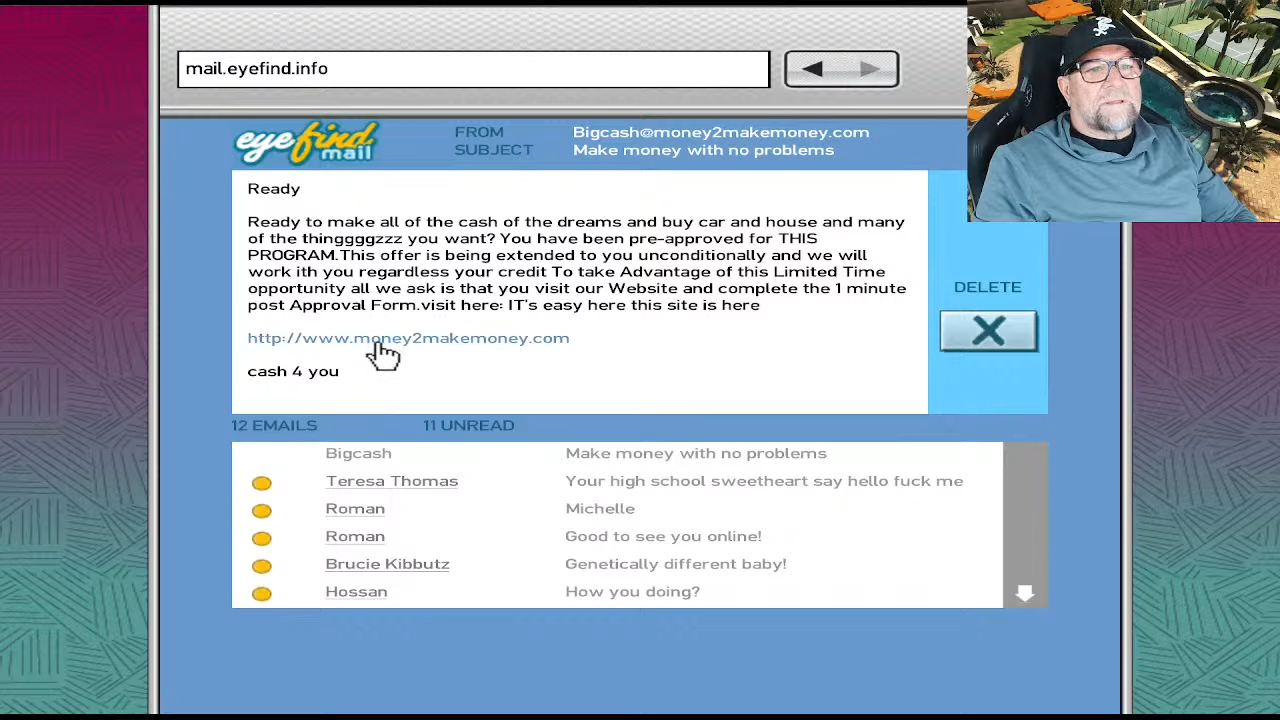 mail.eyefind.info
eyefind mail
FROM Bigcash@money2makemoney.com
SUBJECT Make money with no problems
Ready
Ready to make all of the cash of the dreams and buy car and house and many
of the thinggggzzz you want? You have been pre-approved for THIS
PROGRAM.This offer is being extended to you unconditionally and we will
work ith you regardless your credit To take Advantage of this Limited Time
opportunity all we ask is that you visit our Website and complete the 1 minute
post Approval Form.visit here: IT's easy here this site is here
http://www.money2makemoney.com
cash 4 you
DELETE
12 EMAILS 11 UNREAD
Bigcash Make money with no problems
Teresa Thomas Your high school sweetheart say hello fuck me
Roman Michelle
Roman Good to see you online!
Brucie Kibbutz Genetically different baby!
Hossan How you doing?